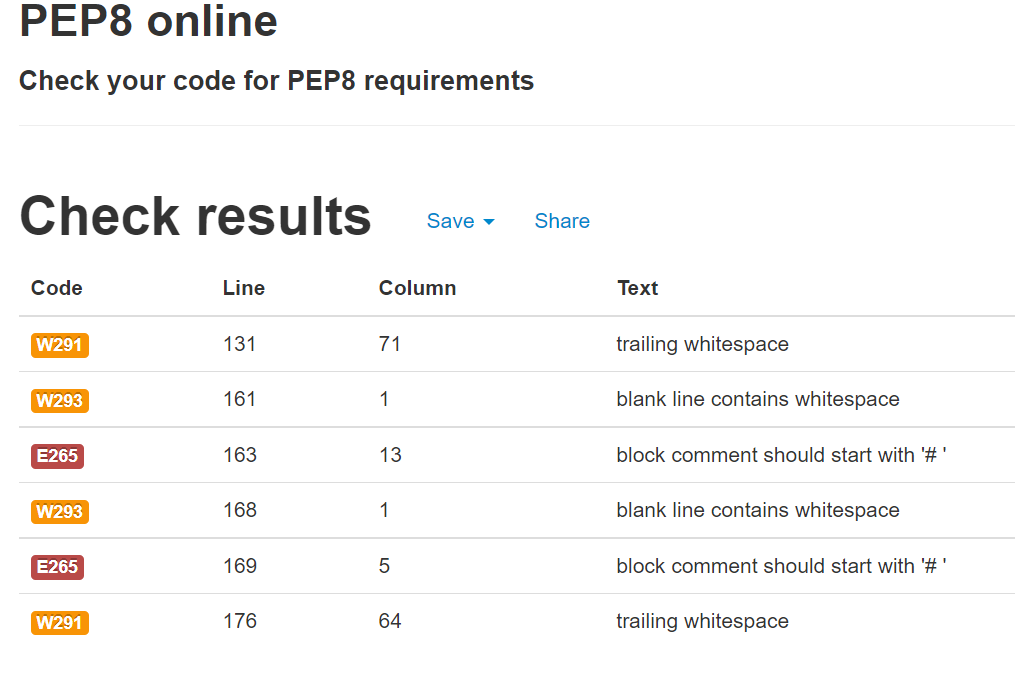 PEP8 online
Check your code for PEP8 requirements
Check results Save Share
Code Line Column Text
W291 131 71 trailing whitespace
W293 161 1 blank line contains whitespace
E265 163 13 block comment should start with '# '
W293 168 1 blank line contains whitespace
E265 169 5 block comment should start with '# '
W291 176 64 trailing whitespace